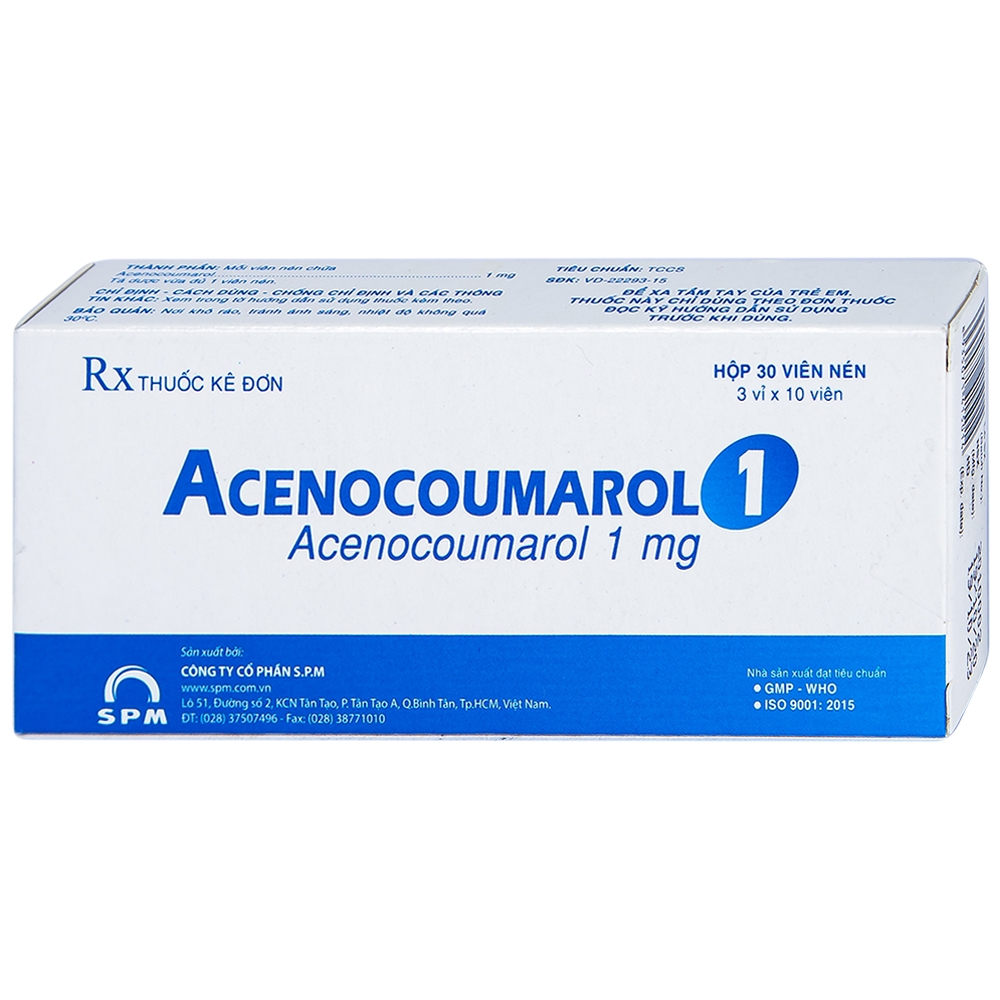 THÀNH PHẦN: Mỗi viên nén chứa
Acenocoumarol...........................................................1 mg
Tá dược vừa đủ 1 viên nén.
CHỈ ĐỊNH - CÁCH DÙNG - CHỐNG CHỈ ĐỊNH VÀ CÁC THÔNG
TIN KHÁC: Xem trong tờ hướng dẫn sử dụng thuốc kèm theo.
BẢO QUẢN: Nơi khô ráo, tránh ánh sáng, nhiệt độ không quá
30°C.
TIÊU CHUẨN: TCCS
SĐK: VD-22293-15
ĐỂ XA TẦM TAY CỦA TRẺ EM.
THUỐC NÀY CHỈ DÙNG THEO ĐƠN THUỐC
ĐỌC KỸ HƯỚNG DẪN SỬ DỤNG
TRƯỚC KHI DÙNG.
Rx THUỐC KÊ ĐƠN
HỘP 30 VIÊN NÉN
3 vỉ x 10 viên
ACENOCOUMAROL 1
Acenocoumarol 1 mg
SPM
Sản xuất bởi:
CÔNG TY CỔ PHẦN S.P.M
www.spm.com.vn
Lô 51, Đường số 2, KCN Tân Tạo, P. Tân Tạo A, Q.Bình Tân, Tp.HCM, Việt Nam.
ĐT: (028) 37507496 - Fax: (028) 38771010
Nhà sản xuất đạt tiêu chuẩn
● GMP - WHO
● ISO 9001: 2015